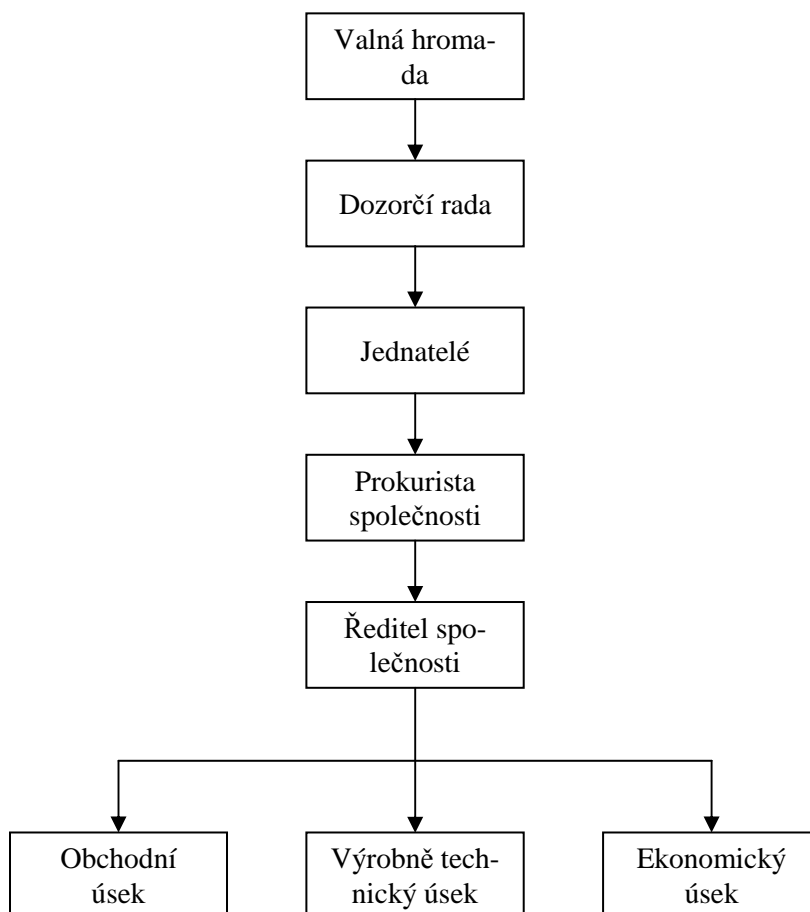 Valná hroma-
da
Dozorčí rada
Jednatelé
Prokurista
společnosti
Ředitel spo-
lečnosti
Obchodní
úsek
Výrobně tech-
nický úsek
Ekonomický
úsek